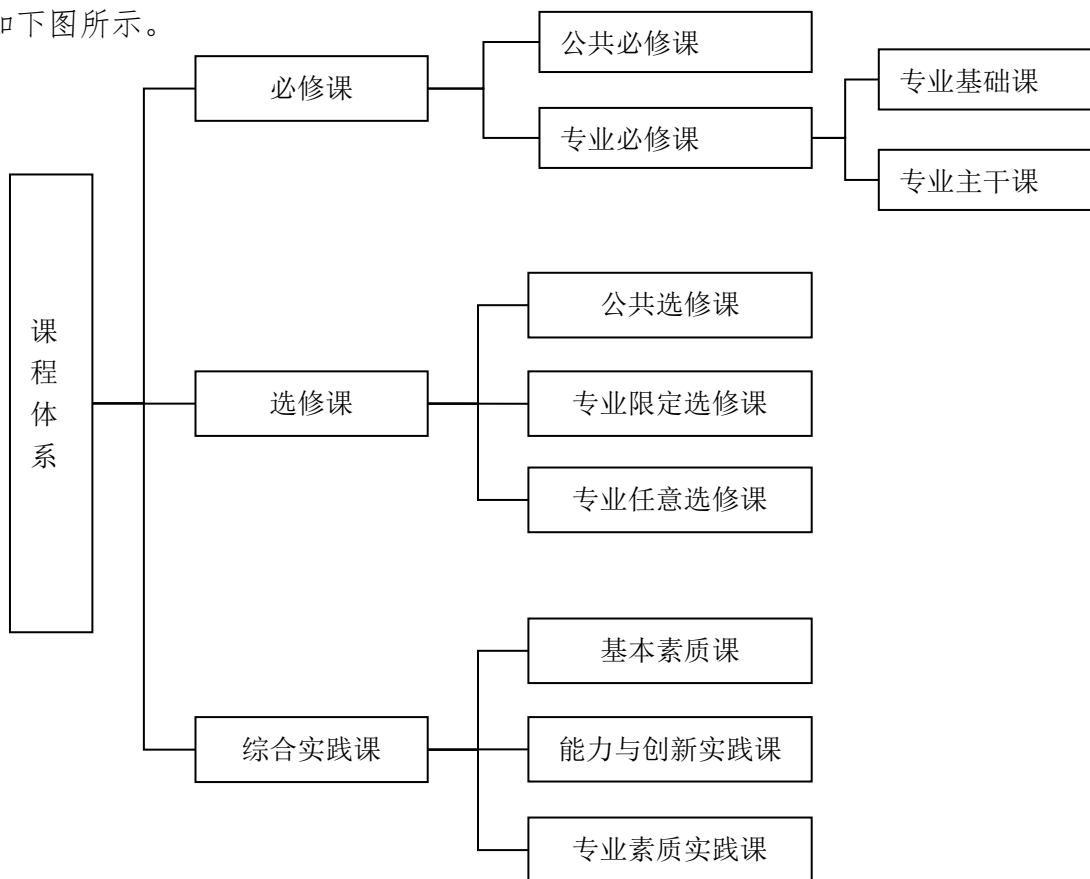 如下图所示。
课程体系
必修课
公共必修课
专业必修课
专业基础课
专业主干课
选修课
公共选修课
专业限定选修课
专业任意选修课
综合实践课
基本素质课
能力与创新实践课
专业素质实践课